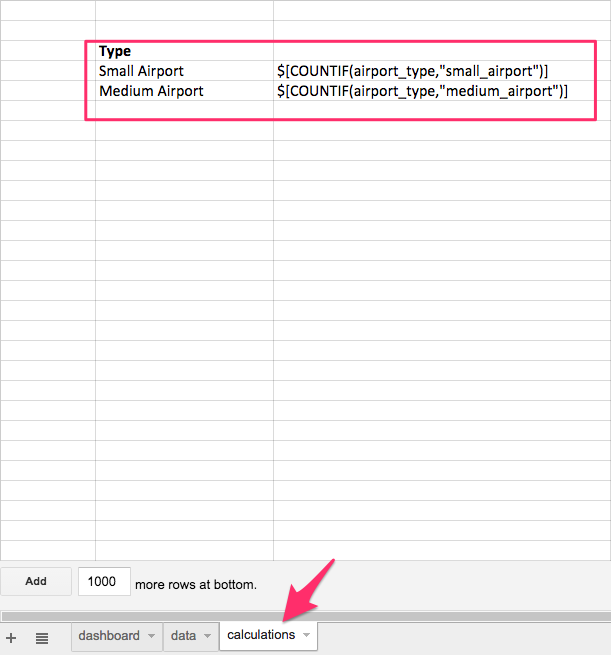 Type
Small Airport $[COUNTIF(airport_type,"small_airport")]
Medium Airport $[COUNTIF(airport_type,"medium_airport")]
Add 1000 more rows at bottom.
+ dashboard data calculations